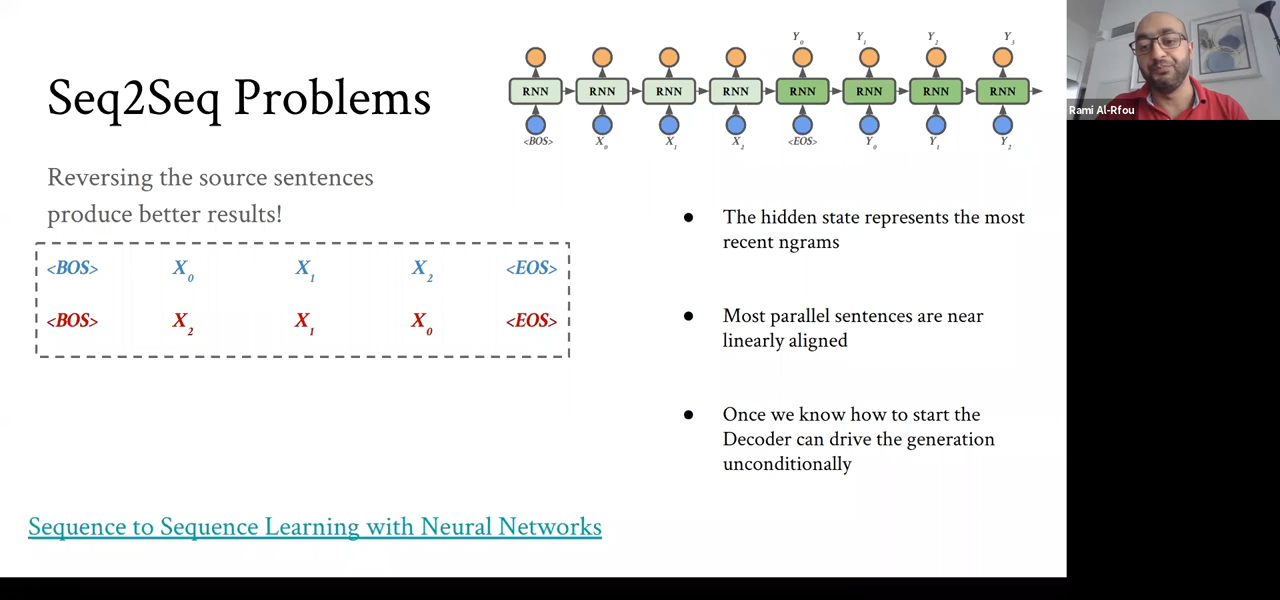 Seq2Seq Problems
Y0 Y1 Y2 Y3
RNN RNN RNN RNN RNN RNN RNN RNN
<BOS> X0 X1 X2 <EOS> Y0 Y1 Y2
Rami Al-Rfou
Reversing the source sentences
produce better results!
<BOS> X0 X1 X2 <EOS>
<BOS> X2 X1 X0 <EOS>
● The hidden state represents the most
recent ngrams
● Most parallel sentences are near
linearly aligned
● Once we know how to start the
Decoder can drive the generation
unconditionally
Sequence to Sequence Learning with Neural Networks